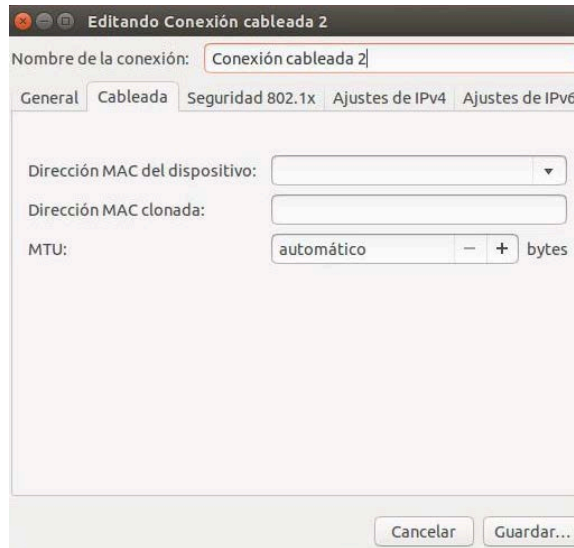 Editando Conexión cableada 2
Nombre de la conexión: Conexión cableada 2
General Cableada Seguridad 802.1x Ajustes de IPv4 Ajustes de IPv6
Dirección MAC del dispositivo:
Dirección MAC clonada:
MTU: automático − + bytes
Cancelar Guardar...